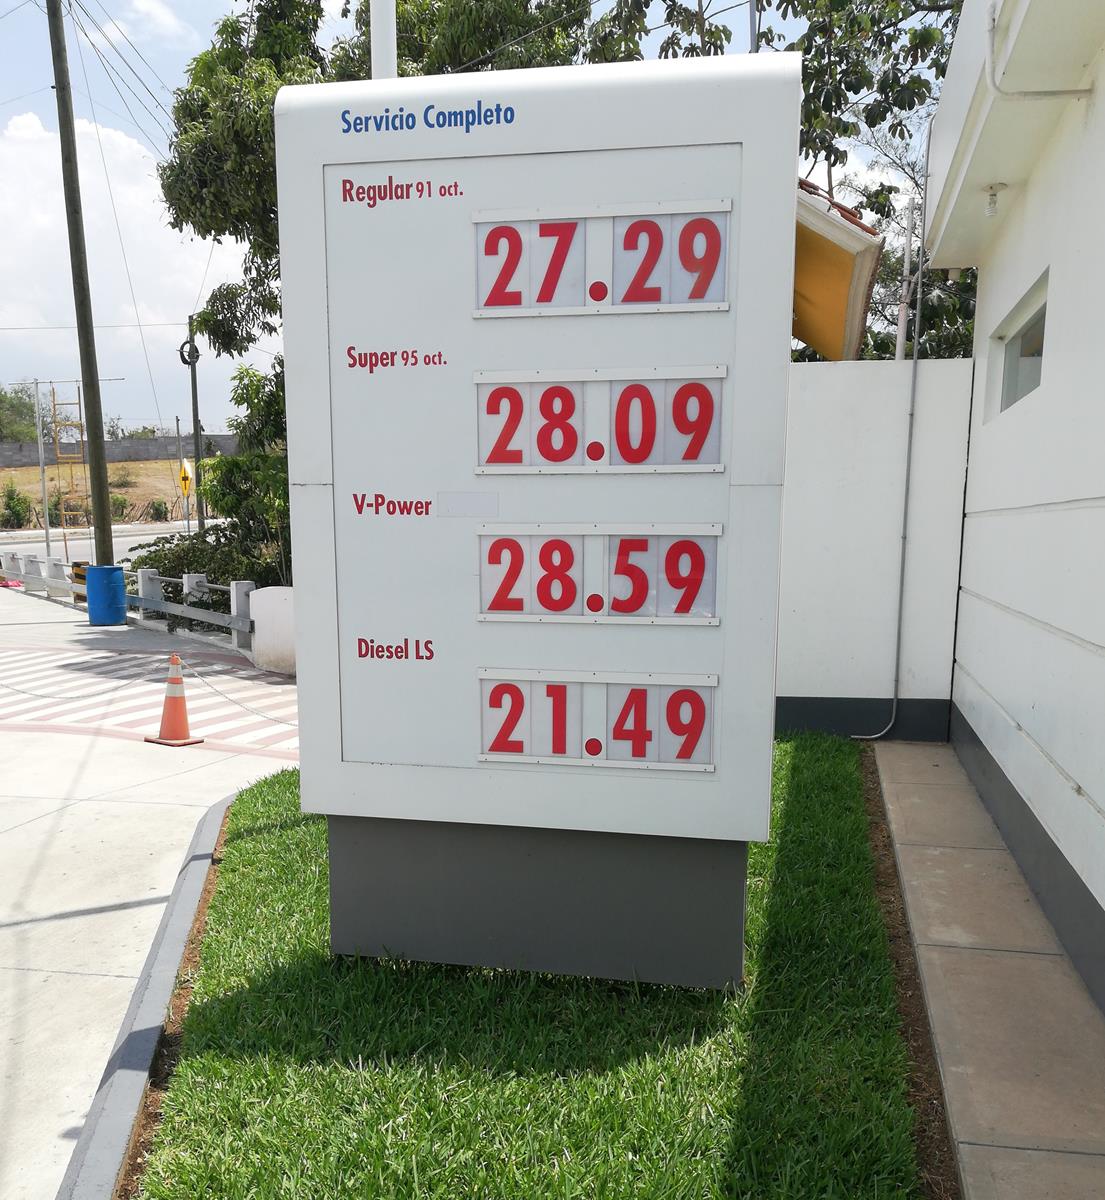 Servicio Completo
Regular 91 oct.
27.29
Super 95 oct.
28.09
V-Power
28.59
Diesel LS
21.49